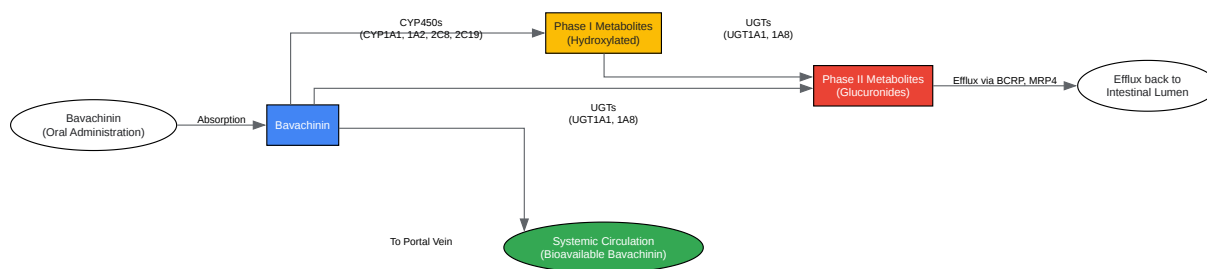 CYP450s
(CYP1A1, 1A2, 2C8, 2C19)
Phase I Metabolites
(Hydroxylated)
UGTs
(UGT1A1, 1A8)
Phase II Metabolites
(Glucuronides)
Efflux via BCRP, MRP4
Efflux back to
Intestinal Lumen
Bavachinin
(Oral Administration)
Absorption
Bavachinin
UGTs
(UGT1A1, 1A8)
To Portal Vein
Systemic Circulation
(Bioavailable Bavachinin)